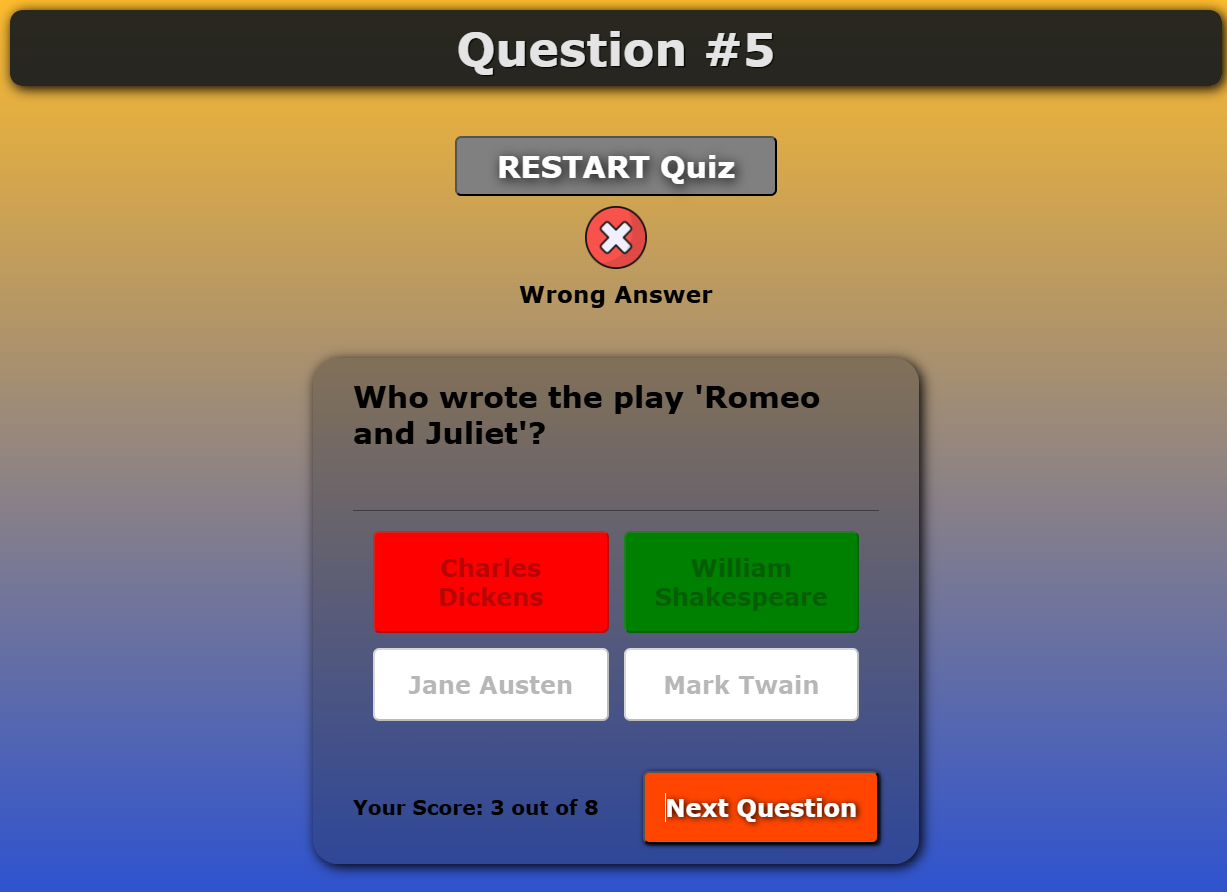 Question #5
RESTART Quiz
Wrong Answer
Who wrote the play 'Romeo
and Juliet'?
Charles
Dickens
William
Shakespeare
Jane Austen
Mark Twain
Your Score: 3 out of 8
Next Question